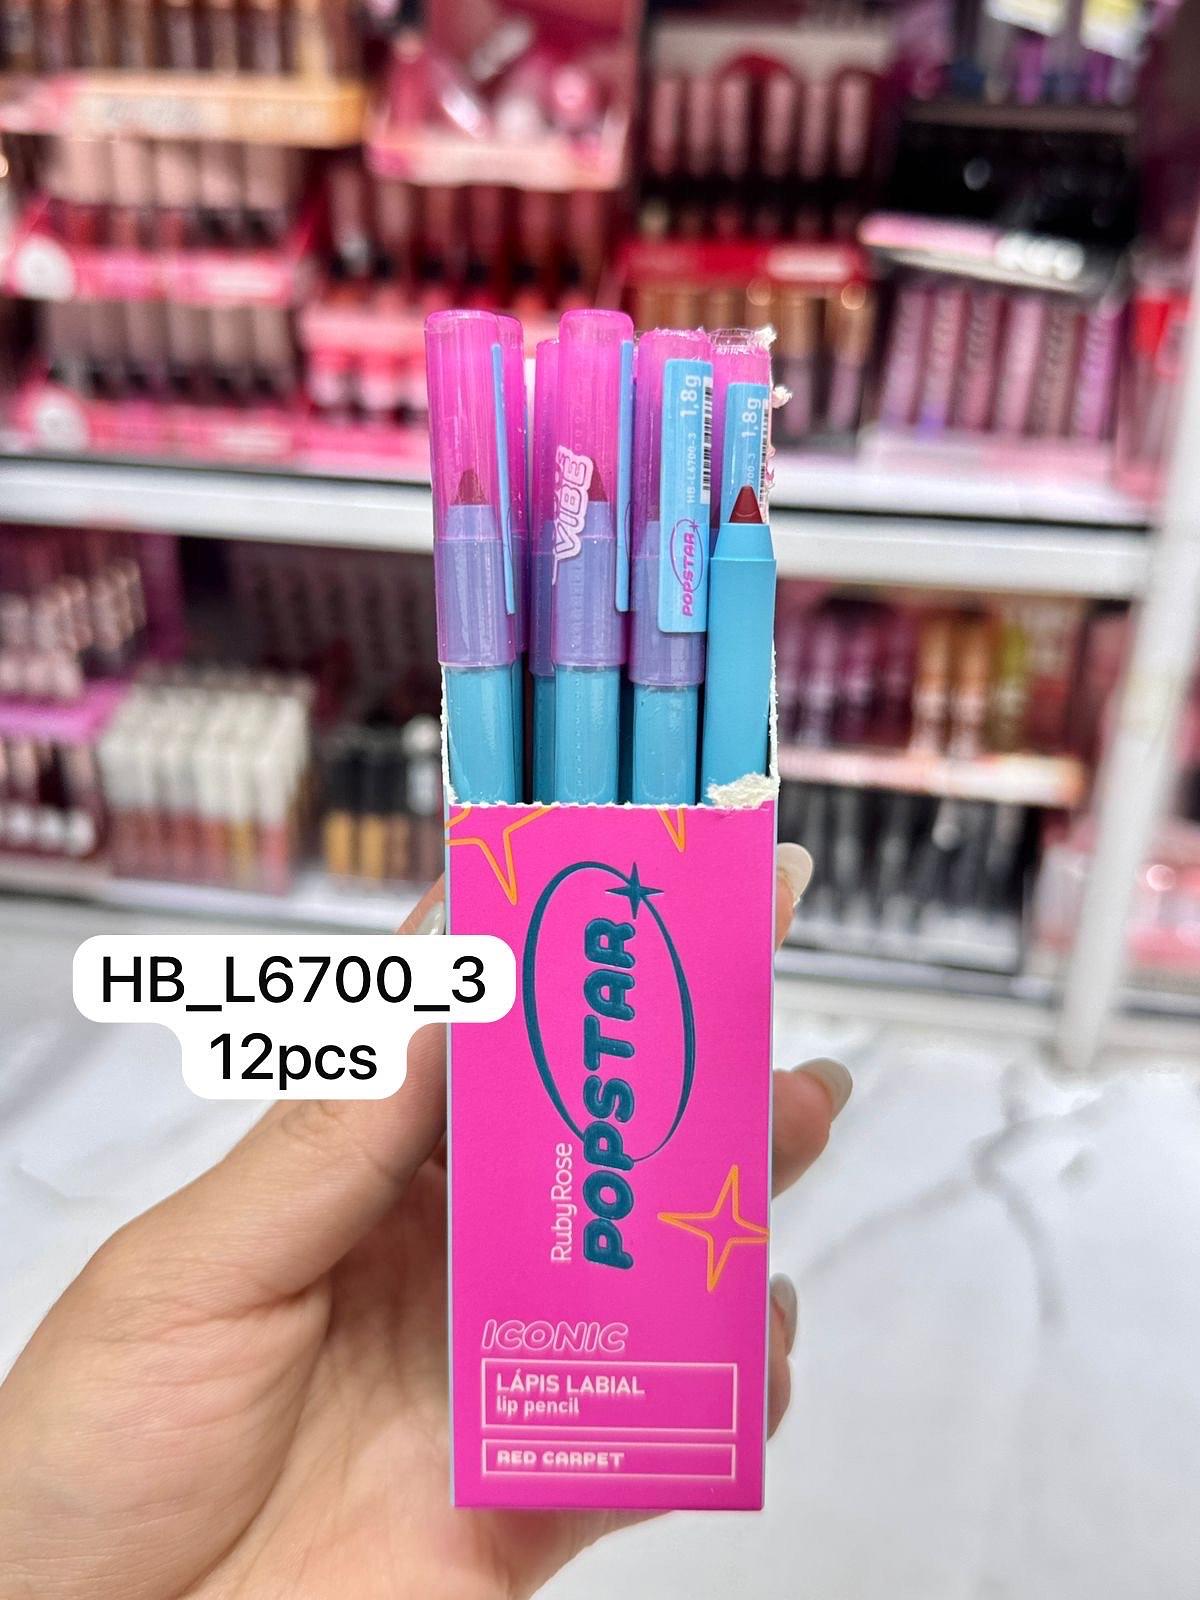 VIBE
1,8g
HB-L6700-3
POPSTAR
1,8g
HB_L6700_3
12pcs
RubyRose
POPSTAR
ICONIC
LÁPIS LABIAL
lip pencil
RED CARPET